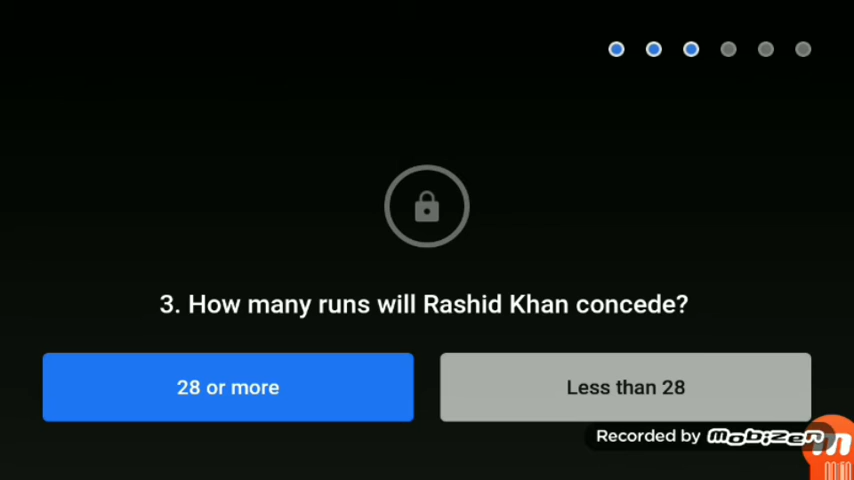 3. How many runs will Rashid Khan concede?
28 or more
Less than 28
Recorded by Mobizen